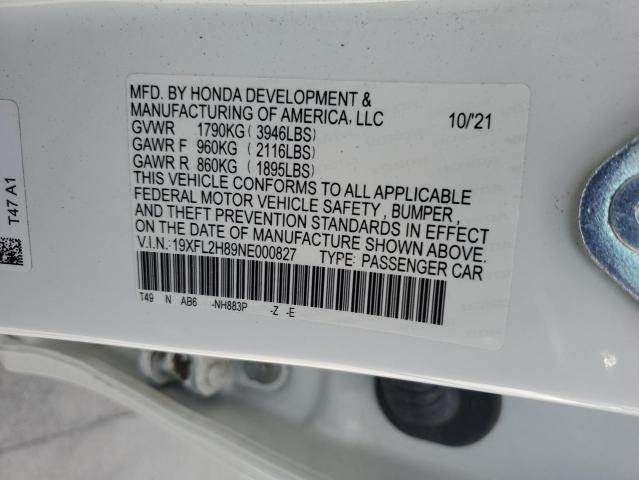 MFD. BY HONDA DEVELOPMENT &
MANUFACTURING OF AMERICA, LLC 10/'21
GVWR 1790KG ( 3946LBS)
GAWR F 960KG ( 2116LBS)
GAWR R 860KG ( 1895LBS)
THIS VEHICLE CONFORMS TO ALL APPLICABLE
FEDERAL MOTOR VEHICLE SAFETY , BUMPER,
AND THEFT PREVENTION STANDARDS IN EFFECT
ON THE DATE OF MANUFACTURE SHOWN ABOVE.
V.I.N.:19XFL2H89NE000827 TYPE: PASSENGER CAR
T49 N AB6 -NH883P -Z -E
T47 A1